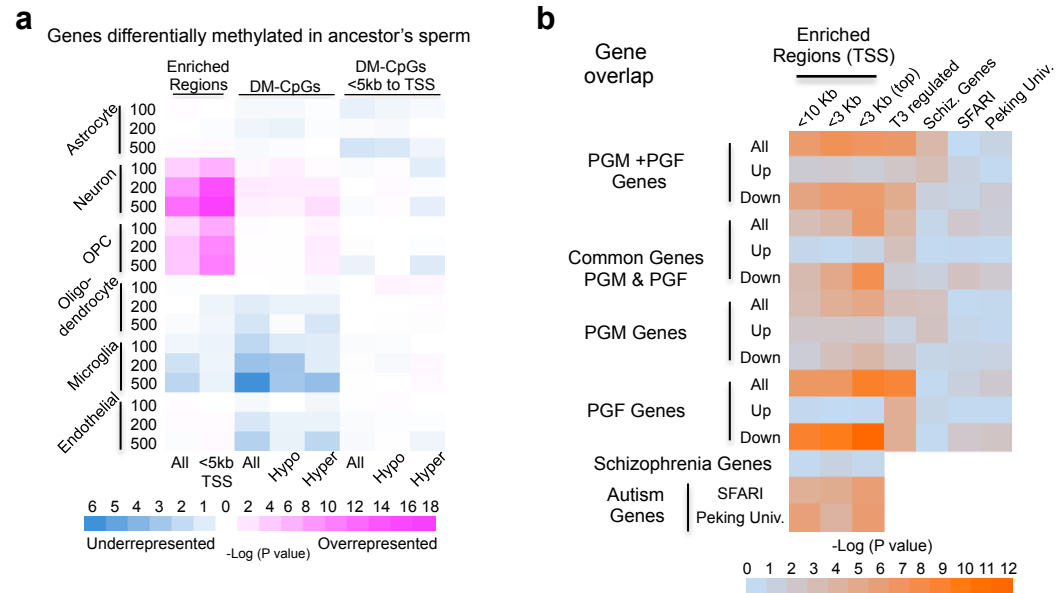 a
Genes differentially methylated in ancestor's sperm
Enriched
Regions
DM-CpGs
DM-CpGs
<5kb to TSS
Astrocyte
100
200
500
Neuron
100
200
500
OPC
100
200
500
Oligo-
dendrocyte
100
200
500
Microglia
100
200
500
Endothelial
100
200
500
All
<5kb
TSS
All
Hypo
Hyper
All
Hypo
Hyper
6 5 4 3 2 1 0 2 4 6 8 10 12 14 16 18
Underrepresented
-Log (P value)
Overrepresented
b
Gene
overlap
Enriched
Regions (TSS)
<10 Kb
<3 Kb
<3 Kb (top)
T3 regulated
Schiz. Genes
SFARI
Peking Univ.
PGM +PGF
Genes
All
Up
Down
Common Genes
PGM & PGF
All
Up
Down
PGM Genes
All
Up
Down
PGF Genes
All
Up
Down
Schizophrenia Genes
Autism
Genes
SFARI
Peking Univ.
-Log (P value)
0 1 2 3 4 5 6 7 8 9 10 11 12